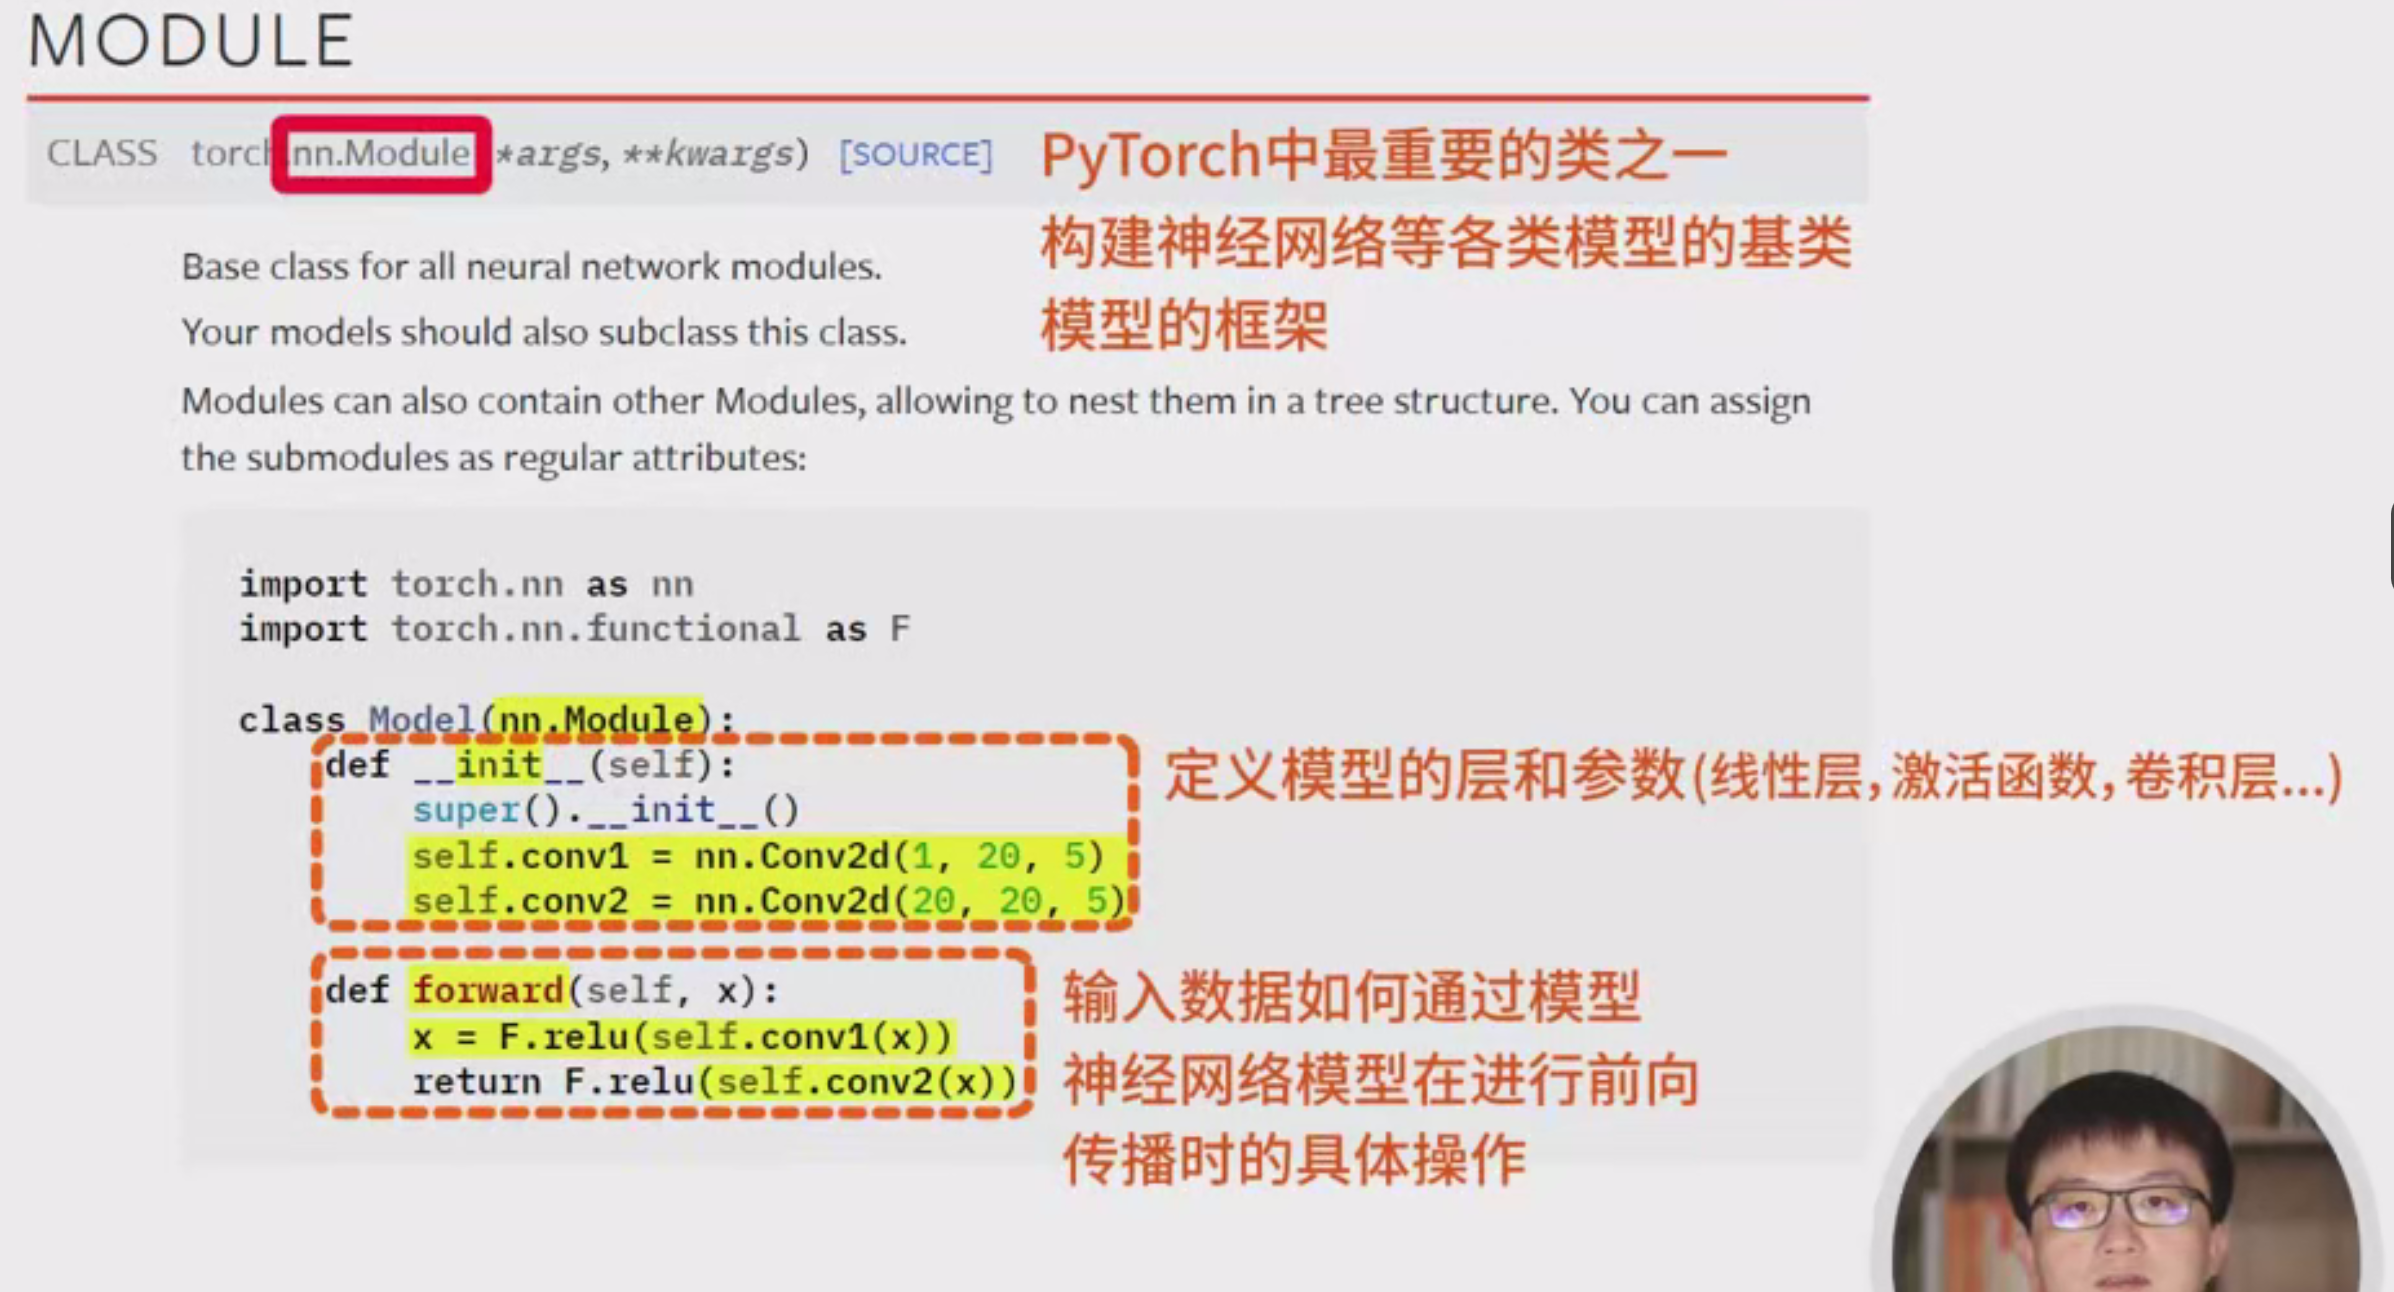 MODULE
CLASS torch.nn.Module(*args, **kwargs) [SOURCE]
PyTorch中最重要的类之一
构建神经网络等各类模型的基类
模型的框架
Base class for all neural network modules.
Your models should also subclass this class.
Modules can also contain other Modules, allowing to nest them in a tree structure. You can assign
the submodules as regular attributes:
import torch.nn as nn
import torch.nn.functional as F
class Model(nn.Module):
def __init__(self):
super().__init__()
self.conv1 = nn.Conv2d(1, 20, 5)
self.conv2 = nn.Conv2d(20, 20, 5)
定义模型的层和参数(线性层,激活函数,卷积层...)
def forward(self, x):
x = F.relu(self.conv1(x))
return F.relu(self.conv2(x))
输入数据如何通过模型
神经网络模型在进行前向
传播时的具体操作